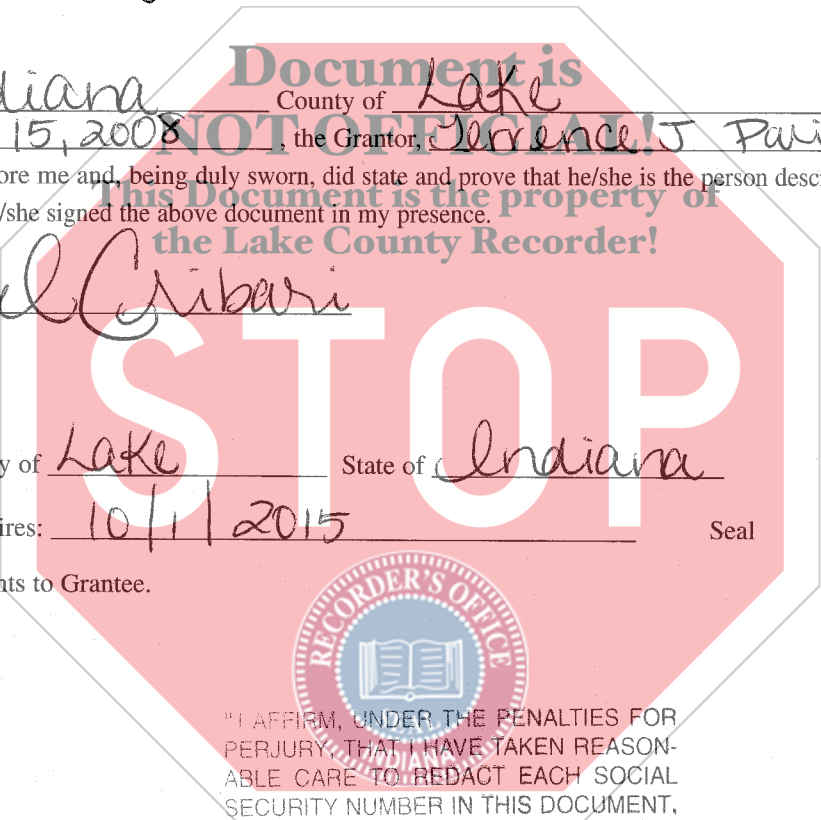 Document is
diana County of Lake
NOT OFFICIAL!
15, 2008, the Grantor, Terrence J Pari
ore me and, being duly sworn, did state and prove that he/she is the person descri
This Document is the property of
/she signed the above document in my presence.
the Lake County Recorder!
Cribari
STOP
y of Lake State of Indiana
ires: 10/1/2015 Seal
nts to Grantee.
RECORDER'S OFFICE
SEAL
INDIANA
"I AFFIRM, UNDER THE PENALTIES FOR
PERJURY, THAT I HAVE TAKEN REASON-
ABLE CARE TO REDACT EACH SOCIAL
SECURITY NUMBER IN THIS DOCUMENT,